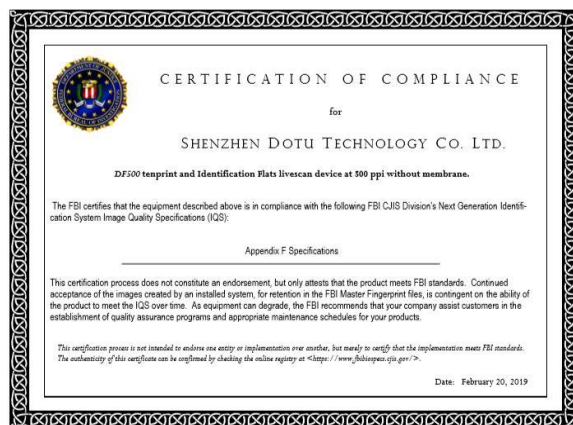 CERTIFICATION OF COMPLIANCE
for
SHENZHEN DOTU TECHNOLOGY CO. LTD.
DF500 tenprint and Identification Flats livescan device at 500 ppi without membrane.
The FBI certifies that the equipment described above is in compliance with the following FBI CJIS Division's Next Generation Identifi-
cation System Image Quality Specifications (IQS):
Appendix F Specifications
This certification process does not constitute an endorsement, but only attests that the product meets FBI standards. Continued
acceptance of the images created by an installed system, for retention in the FBI Master Fingerprint files, is contingent on the ability of
the product to meet the IQS over time. As equipment can degrade, the FBI recommends that your company assist customers in the
establishment of quality assurance programs and appropriate maintenance schedules for your products.
This certification process is not intended to endorse one entity or implementation over another, but merely to certify that the implementation meets FBI standards.
The authenticity of this certificate can be confirmed by checking the online registry at <https://www.fbibiospecs.cjis.gov/>.
Date: February 20, 2019